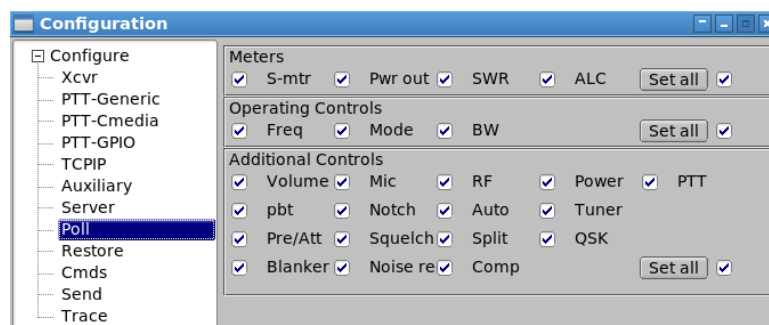 Configuration
Configure
Xcvr
PTT-Generic
PTT-Cmedia
PTT-GPIO
TCPIP
Auxiliary
Server
Poll
Restore
Cmds
Send
Trace
Meters
S-mtr Pwr out SWR ALC Set all
Operating Controls
Freq Mode BW Set all
Additional Controls
Volume Mic RF Power PTT
pbt Notch Auto Tuner
Pre/Att Squelch Split QSK
Blanker Noise re Comp Set all